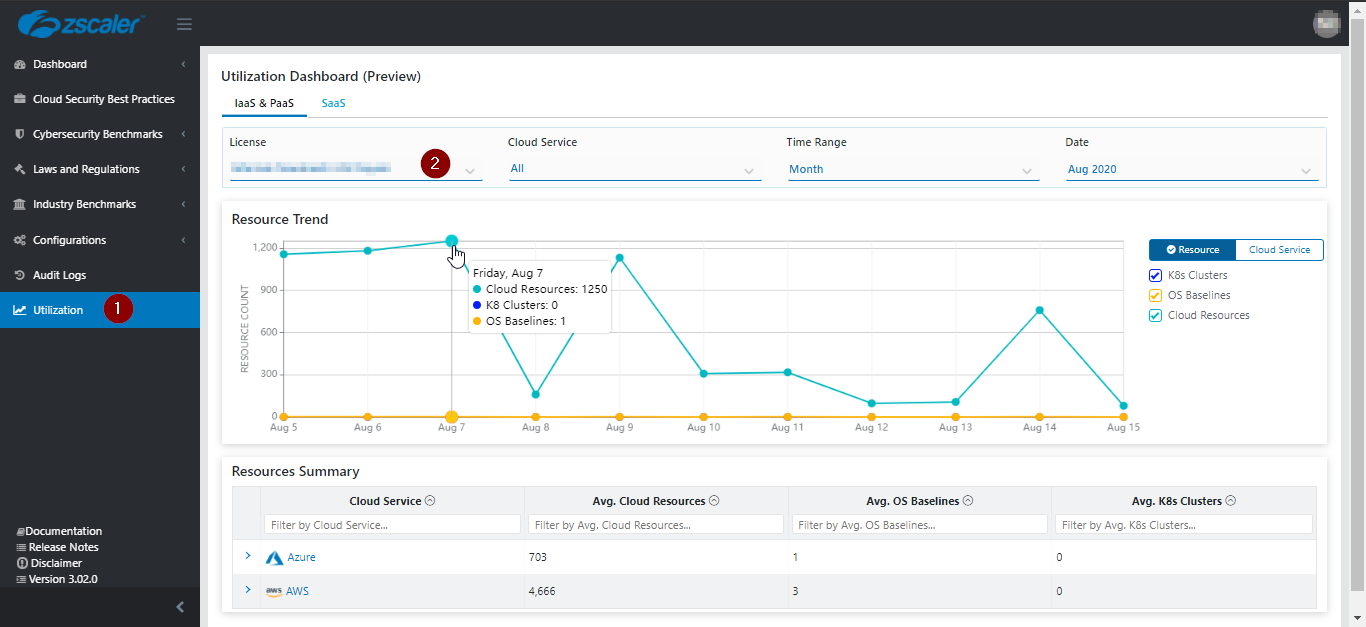 zscaler
Dashboard
Cloud Security Best Practices
Cybersecurity Benchmarks
Laws and Regulations
Industry Benchmarks
Configurations
Audit Logs
Utilization
1
Documentation
Release Notes
Disclaimer
Version 3.02.0
Utilization Dashboard (Preview)
IaaS & PaaS SaaS
License Cloud Service Time Range Date
2 All Month Aug 2020
Resource Trend
Resource Cloud Service
K8s Clusters
OS Baselines
Cloud Resources
RESOURCE COUNT
1,200
900
600
300
0
Friday, Aug 7
Cloud Resources: 1250
K8 Clusters: 0
OS Baselines: 1
Aug 5 Aug 6 Aug 7 Aug 8 Aug 9 Aug 10 Aug 11 Aug 12 Aug 13 Aug 14 Aug 15
Resources Summary
Cloud Service Avg. Cloud Resources Avg. OS Baselines Avg. K8s Clusters
Filter by Cloud Service... Filter by Avg. Cloud Resources... Filter by Avg. OS Baselines... Filter by Avg. K8s Clusters...
Azure 703 1 0
aws AWS 4,666 3 0